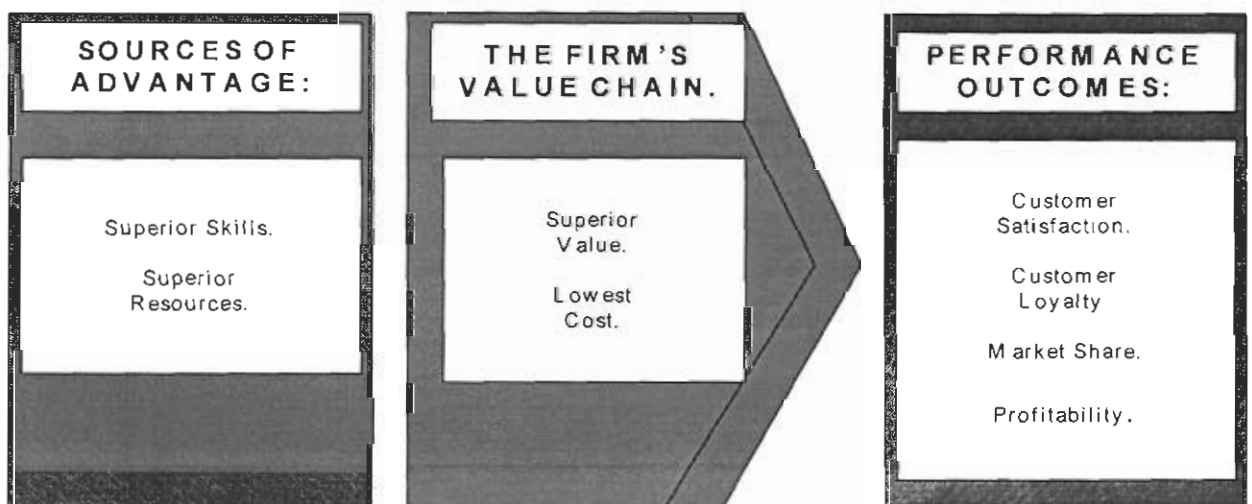 SOURCES OF
ADVANTAGE:
Superior Skills.
Superior
Resources.
THE FIRM'S
VALUE CHAIN.
Superior
Value.
Lowest
Cost.
PERFORMANCE
OUTCOMES:
Customer
Satisfaction.
Customer
Loyalty
Market Share.
Profitability.